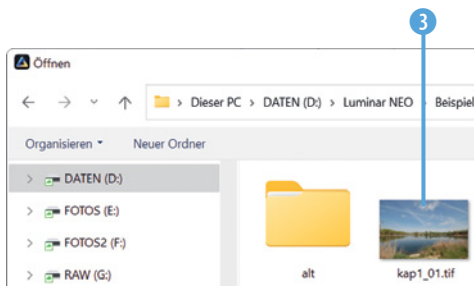 3
Öffnen
Dieser PC > DATEN (D:) > Luminar NEO > Beispiel
Organisieren Neuer Ordner
DATEN (D:)
FOTOS (E:)
FOTOS2 (F:)
RAW (G:)
alt
kap1_01.tif